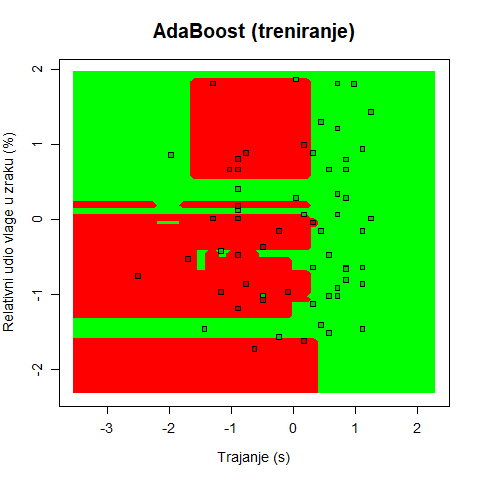 AdaBoost (treniranje)
Relativni udio vlage u zraku (%)
2
1
0
-1
-2
-3 -2 -1 0 1 2
Trajanje (s)